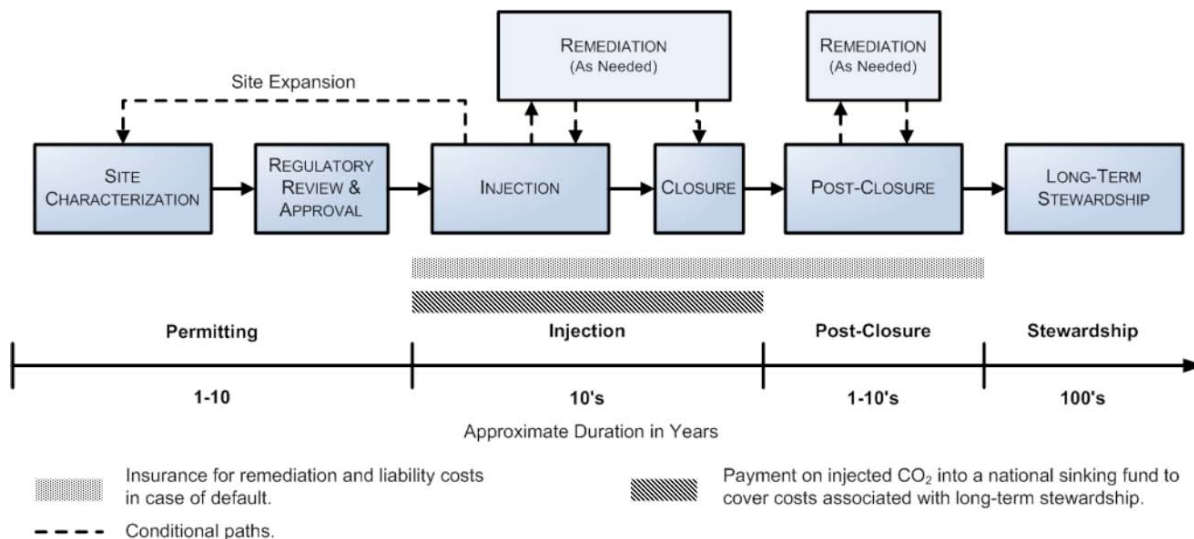 REMEDIATION
(As Needed)
REMEDIATION
(As Needed)
Site Expansion
SITE
CHARACTERIZATION
REGULATORY
REVIEW &
APPROVAL
INJECTION
CLOSURE
POST-CLOSURE
LONG-TERM
STEWARDSHIP
Permitting
Injection
Post-Closure
Stewardship
1-10
10's
1-10's
100's
Approximate Duration in Years
Insurance for remediation and liability costs
in case of default.
Payment on injected CO₂ into a national sinking fund to
cover costs associated with long-term stewardship.
Conditional paths.